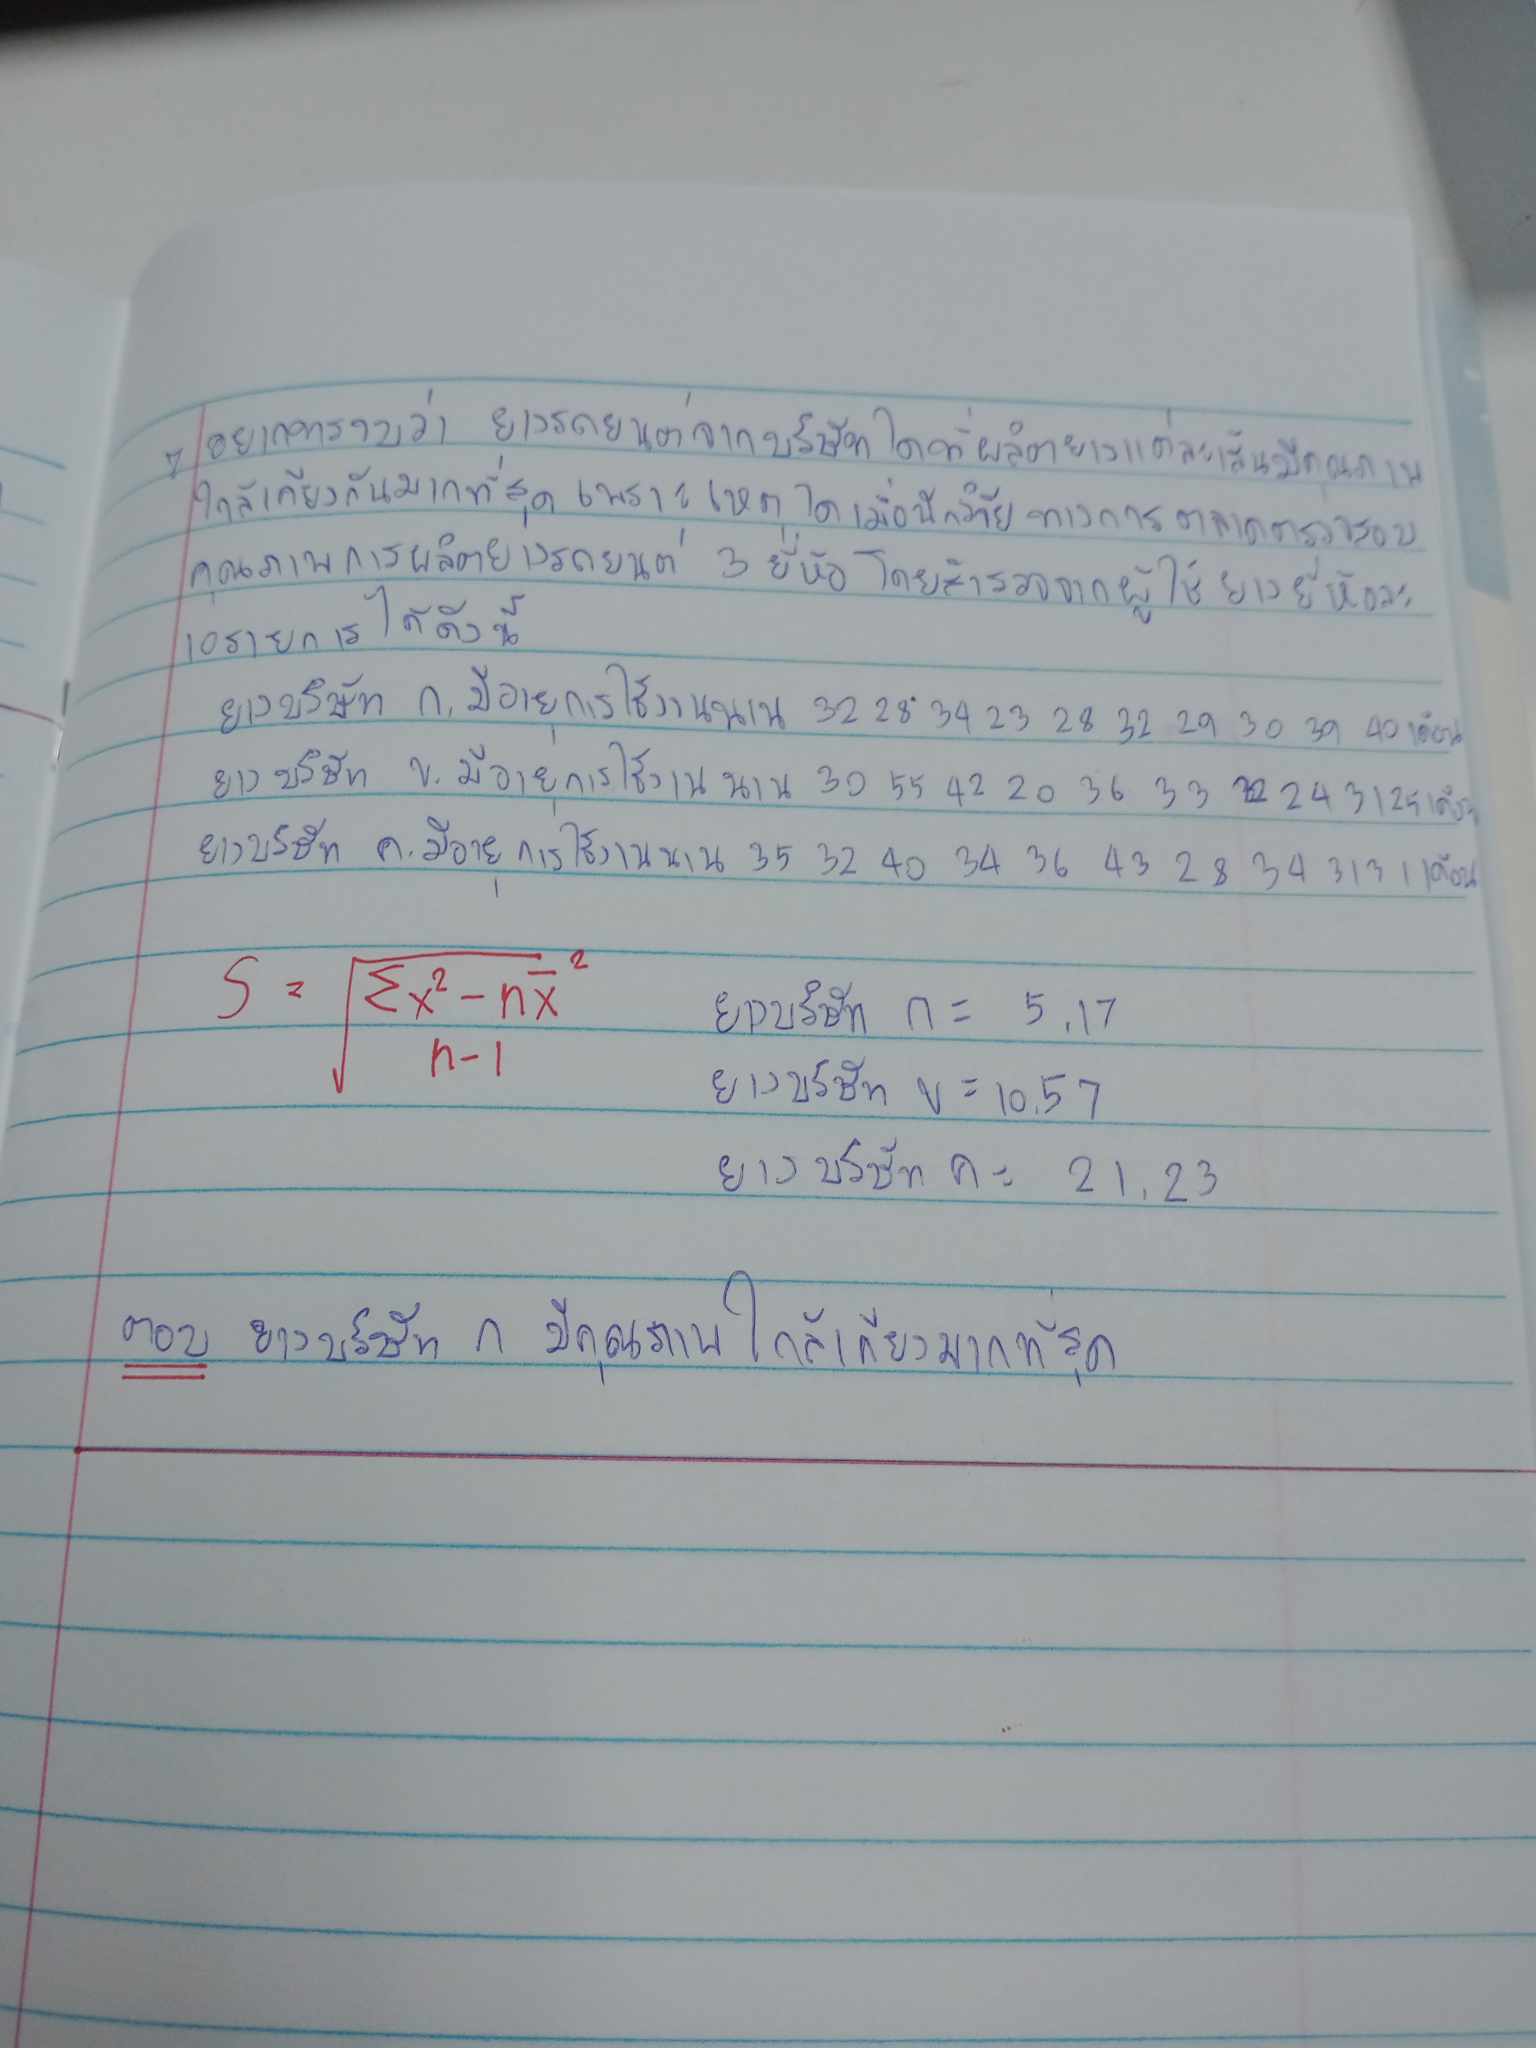 7 อยากทราบว่า ยางรถยนต์จากบริษัทใดที่ผลิตยางแต่ละเส้นมีคุณภาพ
ใกล้เคียงกันมากที่สุด เพราะเหตุใด เมื่อนักวิจัย ทางการตลาดตรวจสอบ
คุณภาพการผลิตยางรถยนต์ 3 ยี่ห้อ โดยสำรวจจากผู้ใช้ ยางยี่ห้อละ
10รายการ ได้ดังนี้
ยางบริษัท ก. มีอายุการใช้งานนาน 32 28 34 23 28 32 29 30 39 40 เดือน
ยางบริษัท ข. มีอายุการใช้งาน นาน 30 55 42 20 36 33 22 24 31 25 เดือน
ยางบริษัท ค. มีอายุการใช้งานนาน 35 32 40 34 36 43 28 34 31 31 เดือน
S = √Σx² - nx̄² / n-1
ยางบริษัท ก = 5.17
ยางบริษัท ข = 10.57
ยางบริษัท ค = 21.23
ตอบ ยางบริษัท ก มีคุณภาพใกล้เคียงมากที่สุด